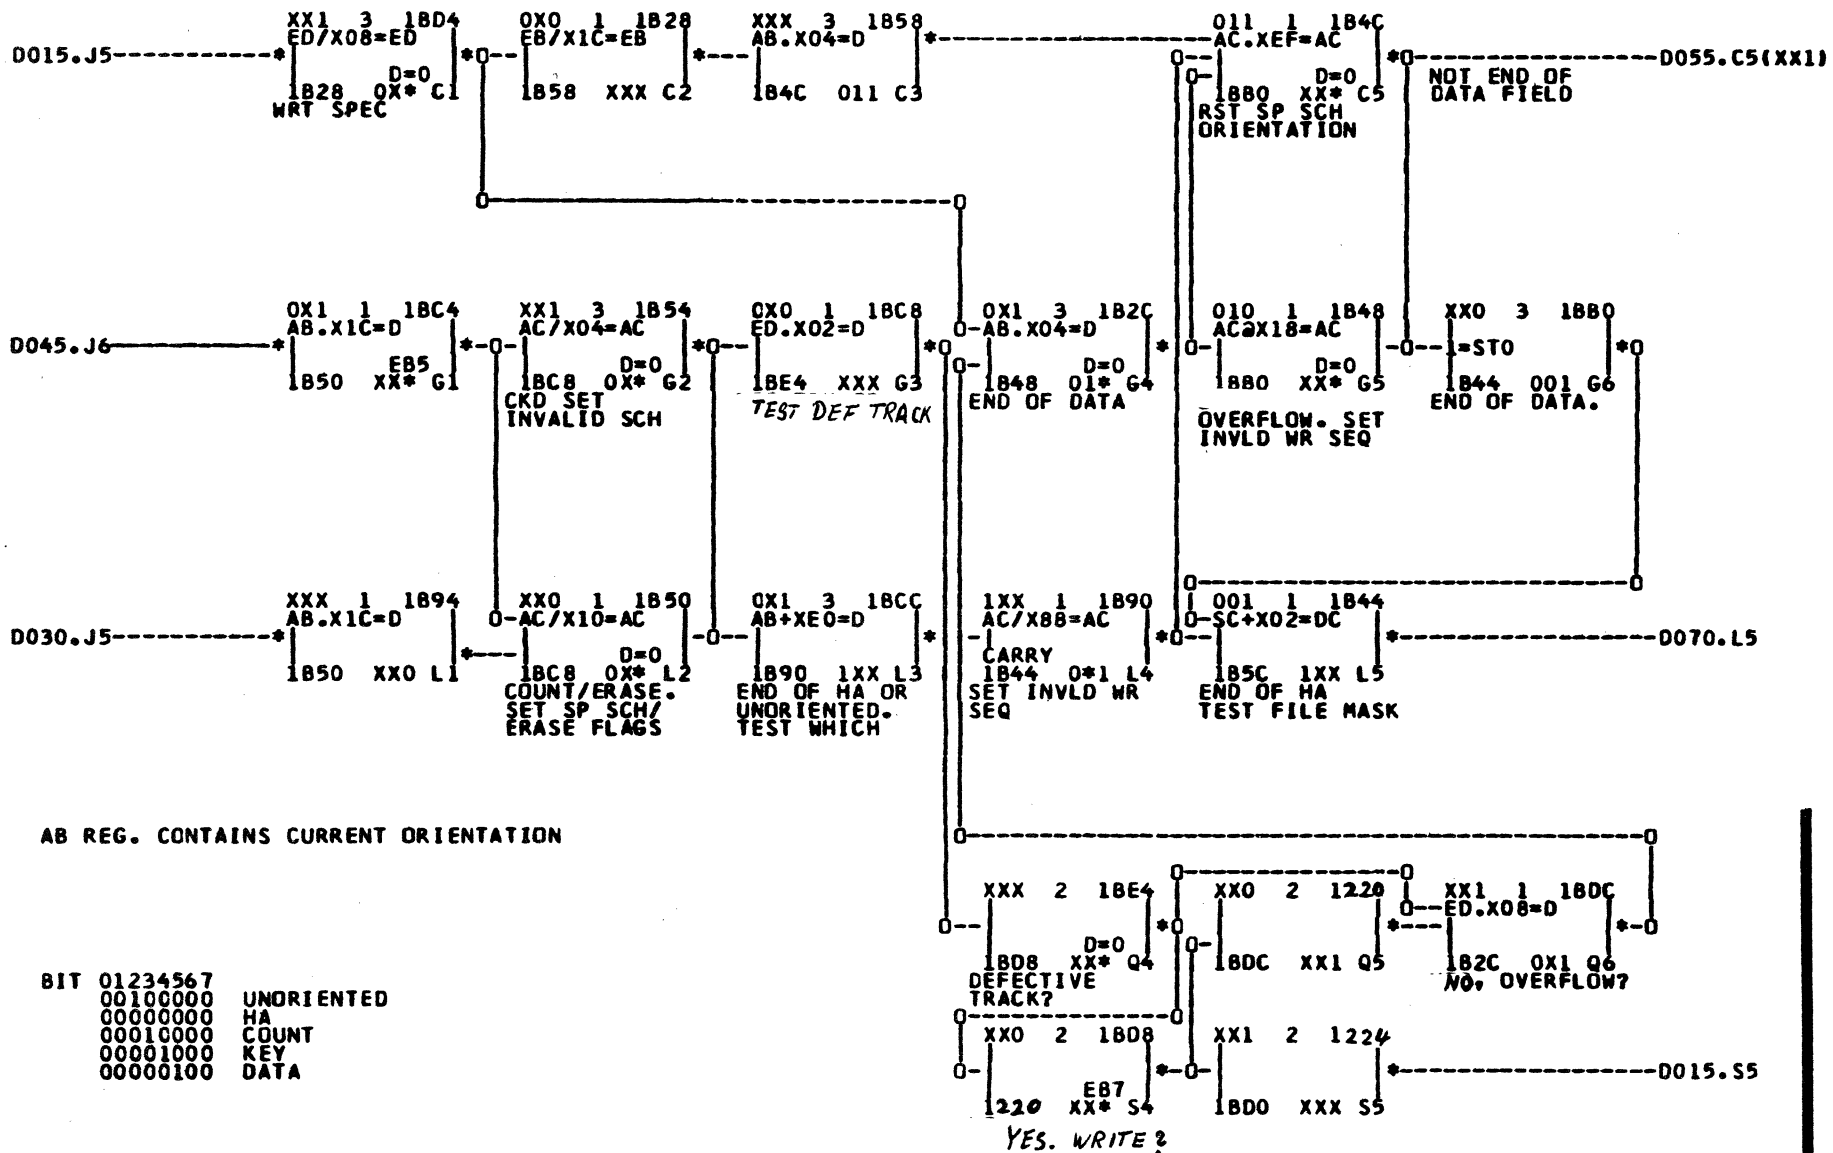 XX1 3 1BD4 0X0 1 1B28 XXX 3 1B58 011 1 1B4C
ED/X08=ED EB/X1C=EB AB.X04=D AC.XEF=AC
D015.J5 D055.C5(XX1)
D=0 D=0 NOT END OF
1B28 0X* C1 1B58 XXX C2 1B4C 011 C3 1BB0 XX* C5 DATA FIELD
WRT SPEC RST SP SCH
ORIENTATION
0X1 1 1BC4 XX1 3 1B54 0X0 1 1BC8 0X1 3 1B2C 010 1 1B48 XX0 3 1BB0
AB.X1C=D AC/X04=AC ED.X02=D AB.X04=D AC@X18=AC 1=ST0
D045.J6
EB5 D=0 D=0 D=0
1B50 XX* G1 1BC8 0X* G2 1BE4 XXX G3 1B48 01* G4 1BB0 XX* G5 1B44 001 G6
CKD SET TEST DEF TRACK END OF DATA END OF DATA.
INVALID SCH OVERFLOW. SET
INVLD WR SEQ
XXX 1 1B94 XX0 1 1B50 0X1 3 1BCC 1XX 1 1B90 001 1 1B44
AB.X1C=D AC/X10=AC AB+XE0=D AC/X88=AC SC+X02=DC
D030.J5 D070.L5
D=0 CARRY
1B50 XX0 L1 1BC8 0X* L2 1B90 1XX L3 1B44 0*1 L4 1B5C 1XX L5
COUNT/ERASE. END OF HA OR SET INVLD WR END OF HA
SET SP SCH/ UNORIENTED. SEQ TEST FILE MASK
ERASE FLAGS TEST WHICH
AB REG. CONTAINS CURRENT ORIENTATION
XXX 2 1BE4 XX0 2 1220 XX1 1 1BDC
ED.X08=D
D=0
1BD8 XX* Q4 1BDC XX1 Q5 1B2C 0X1 Q6
DEFECTIVE NO. OVERFLOW?
TRACK?
BIT 01234567
00100000 UNORIENTED
00000000 HA
00010000 COUNT
00001000 KEY
00000100 DATA
XX0 2 1BD8 XX1 2 1224
D015.S5
EB7
1220 XX* S4 1BD0 XXX S5
YES. WRITE?